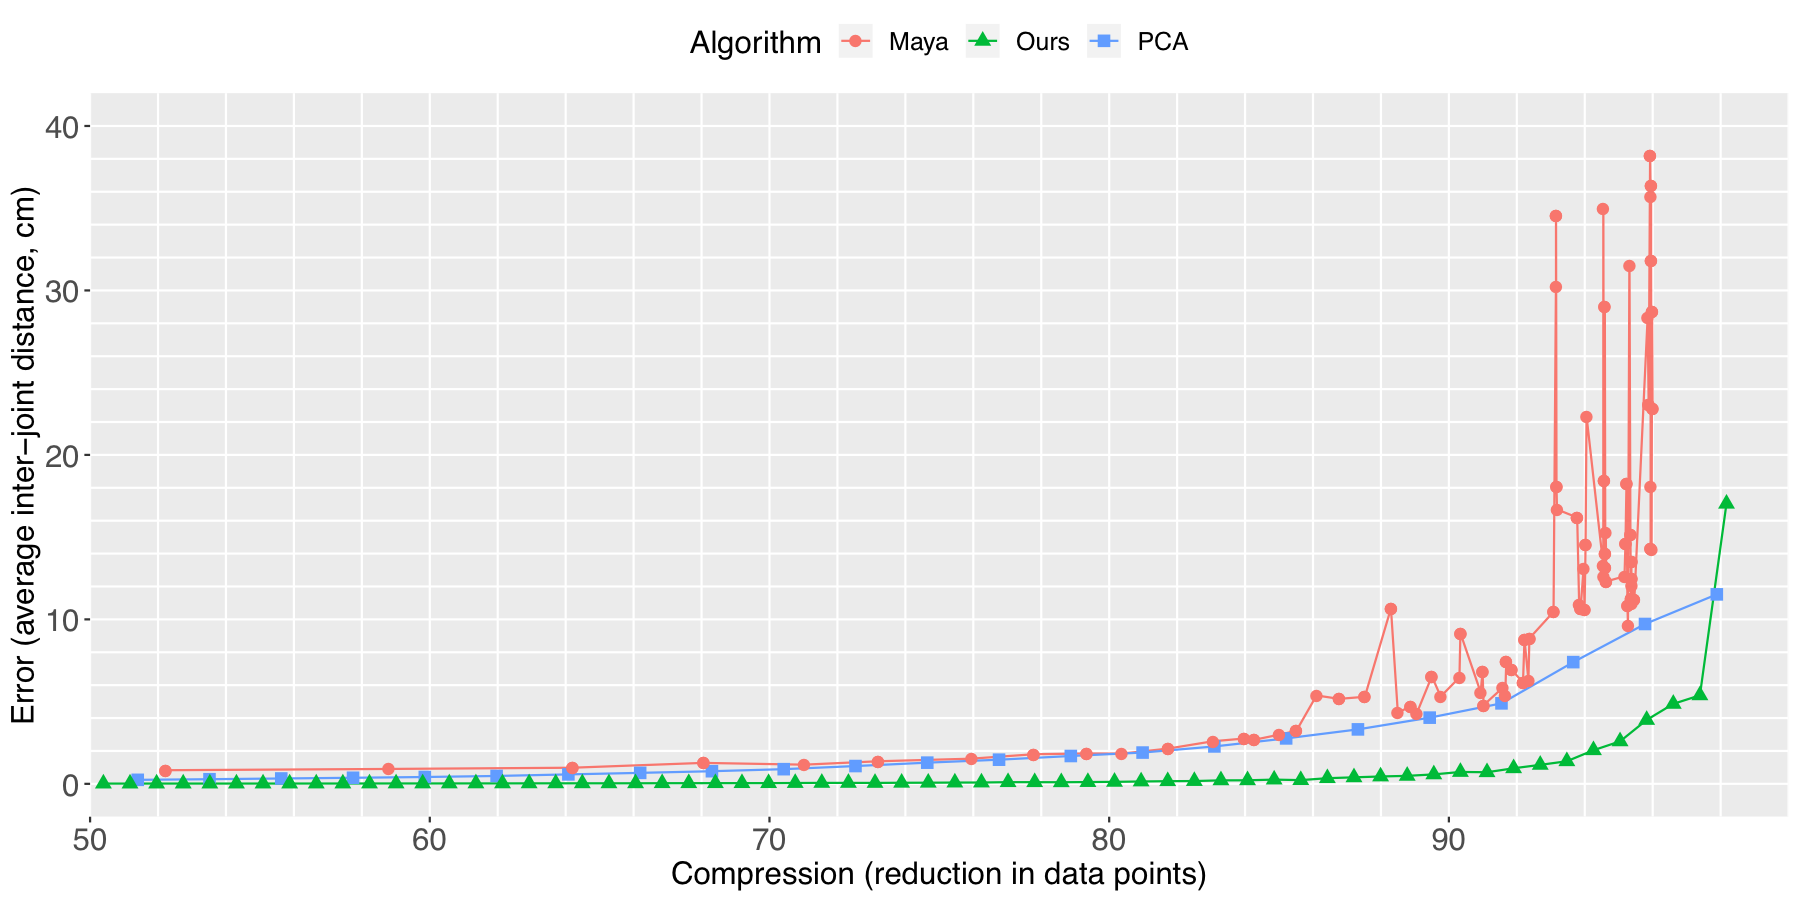 Algorithm Maya Ours PCA
40
30
20
10
0
Error (average inter−joint distance, cm)
50 60 70 80 90
Compression (reduction in data points)